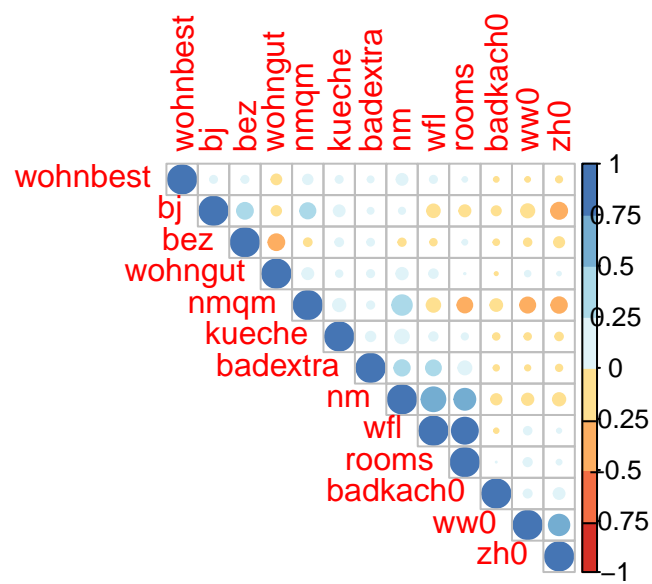 wohnbest
bj
bez
wohngut
nmqm
kueche
badextra
nm
wfl
rooms
badkach0
ww0
zh0
wohnbest
bj
bez
wohngut
nmqm
kueche
badextra
nm
wfl
rooms
badkach0
ww0
zh0
1
0.75
0.5
0.25
0
-0.25
-0.5
-0.75
−1